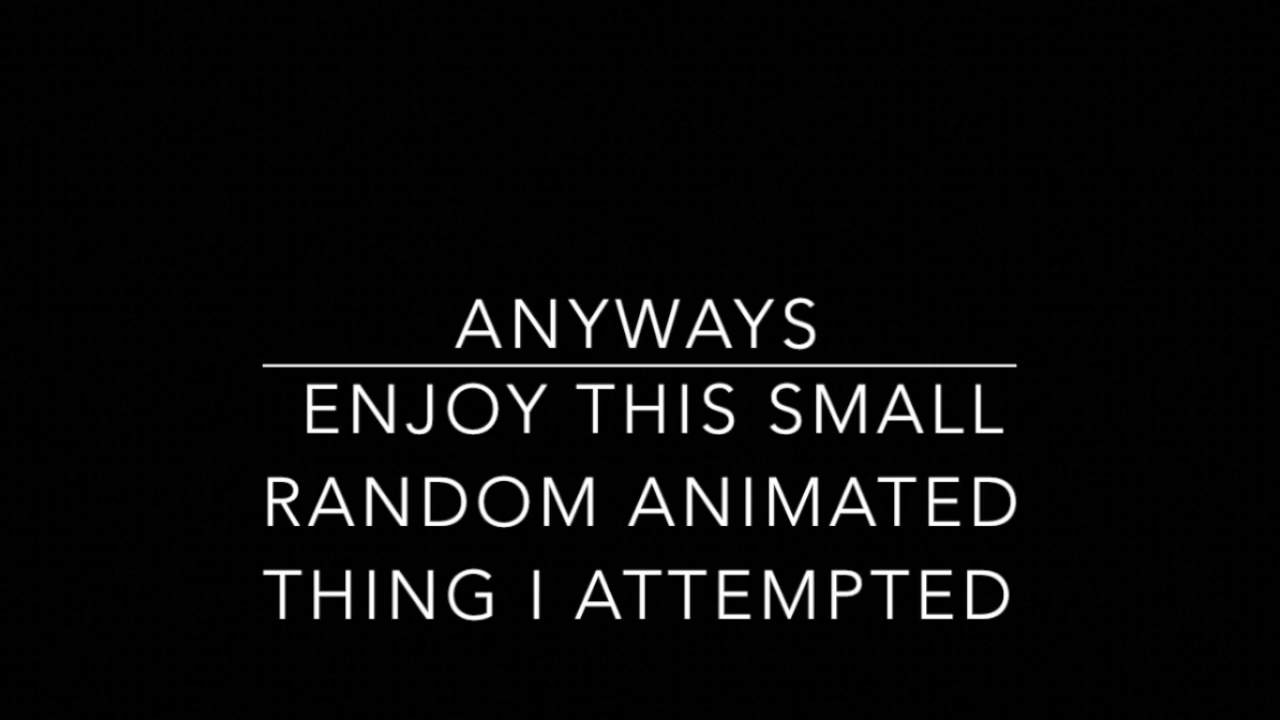 ANYWAYS
ENJOY THIS SMALL
RANDOM ANIMATED
THING I ATTEMPTED